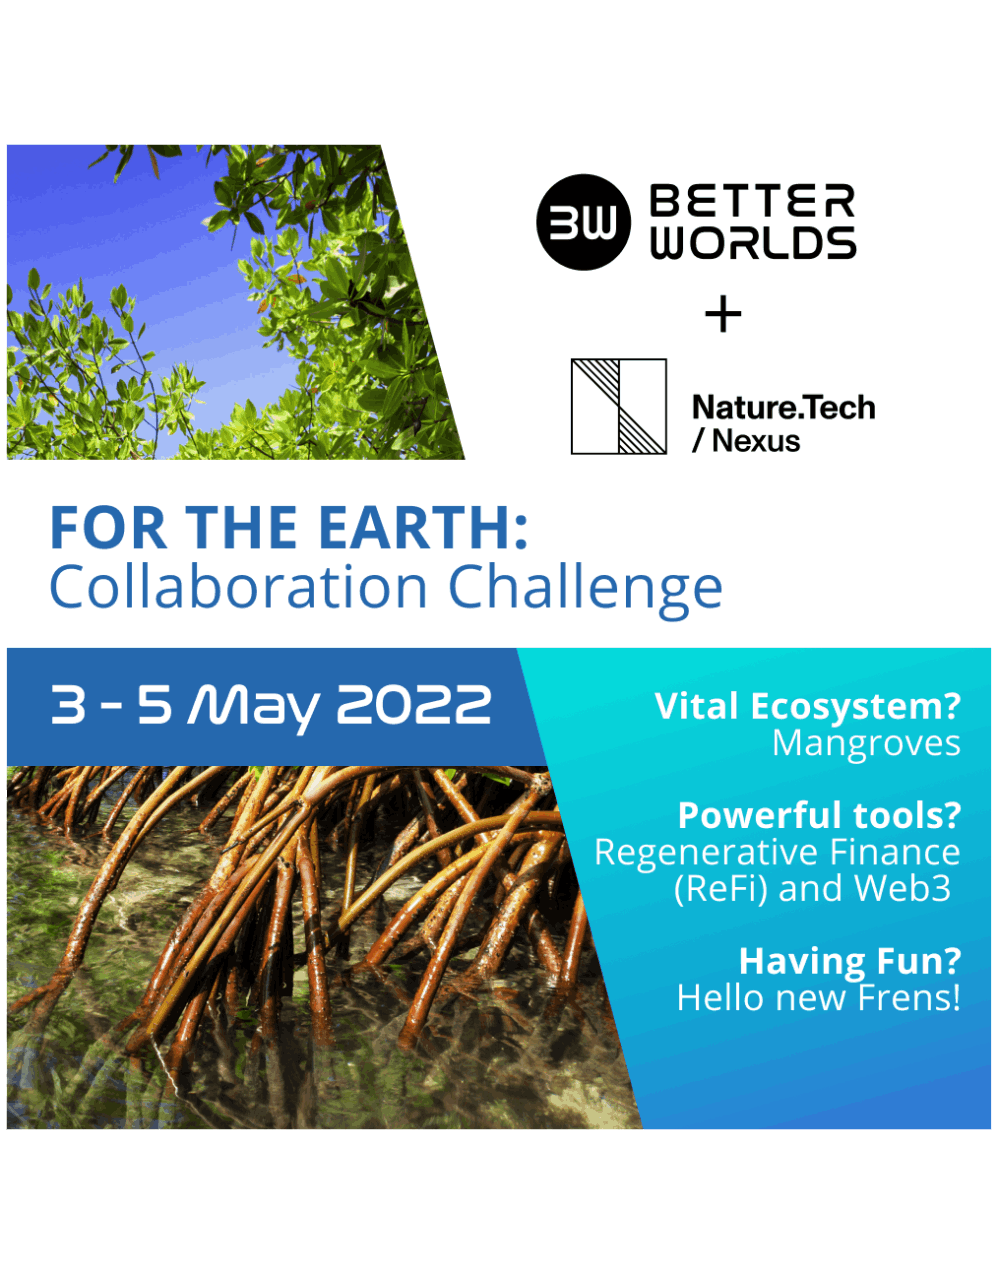 3W BETTER
WORLDS
+
Nature.Tech
/ Nexus
FOR THE EARTH:
Collaboration Challenge
3 - 5 May 2022
Vital Ecosystem?
Mangroves
Powerful tools?
Regenerative Finance
(ReFi) and Web3
Having Fun?
Hello new Frens!